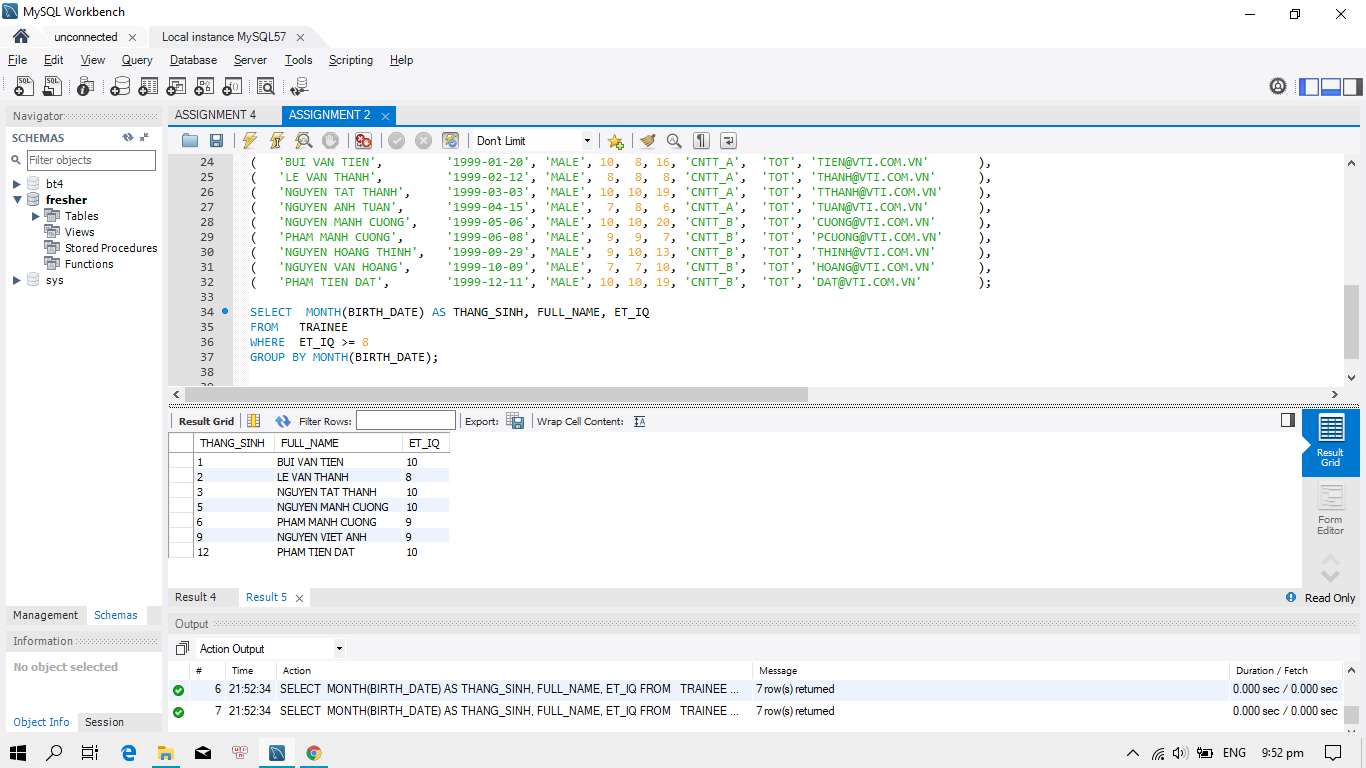 MySQL Workbench
unconnected Local instance MySQL57
File Edit View Query Database Server Tools Scripting Help
Navigator
SCHEMAS
Filter objects
bt4
fresher
Tables
Views
Stored Procedures
Functions
sys
Management Schemas
Information
No object selected
Object Info Session
ASSIGNMENT 4 ASSIGNMENT 2
Don't Limit
24 ( 'BUI VAN TIEN', '1999-01-20', 'MALE', 10, 8, 16, 'CNTT_A', 'TOT', 'TIEN@VTI.COM.VN' ),
25 ( 'LE VAN THANH', '1999-02-12', 'MALE', 8, 8, 8, 'CNTT_A', 'TOT', 'THANH@VTI.COM.VN' ),
26 ( 'NGUYEN TAT THANH', '1999-03-03', 'MALE', 10, 10, 19, 'CNTT_A', 'TOT', 'TTHANH@VTI.COM.VN' ),
27 ( 'NGUYEN ANH TUAN', '1999-04-15', 'MALE', 7, 8, 6, 'CNTT_A', 'TOT', 'TUAN@VTI.COM.VN' ),
28 ( 'NGUYEN MANH CUONG', '1999-05-06', 'MALE', 10, 10, 20, 'CNTT_B', 'TOT', 'CUONG@VTI.COM.VN' ),
29 ( 'PHAM MANH CUONG', '1999-06-08', 'MALE', 9, 9, 7, 'CNTT_B', 'TOT', 'PCUONG@VTI.COM.VN' ),
30 ( 'NGUYEN HOANG THINH', '1999-09-29', 'MALE', 9, 10, 13, 'CNTT_B', 'TOT', 'THINH@VTI.COM.VN' ),
31 ( 'NGUYEN VAN HOANG', '1999-10-09', 'MALE', 7, 7, 10, 'CNTT_B', 'TOT', 'HOANG@VTI.COM.VN' ),
32 ( 'PHAM TIEN DAT', '1999-12-11', 'MALE', 10, 10, 19, 'CNTT_B', 'TOT', 'DAT@VTI.COM.VN' );
33
34 SELECT MONTH(BIRTH_DATE) AS THANG_SINH, FULL_NAME, ET_IQ
35 FROM TRAINEE
36 WHERE ET_IQ >= 8
37 GROUP BY MONTH(BIRTH_DATE);
38
39
Result Grid Filter Rows: Export: Wrap Cell Content:
THANG_SINH FULL_NAME ET_IQ
1 BUI VAN TIEN 10
2 LE VAN THANH 8
3 NGUYEN TAT THANH 10
5 NGUYEN MANH CUONG 10
6 PHAM MANH CUONG 9
9 NGUYEN VIET ANH 9
12 PHAM TIEN DAT 10
Result
Grid
Form
Editor
Result 4 Result 5 Read Only
Output
Action Output
# Time Action Message Duration / Fetch
6 21:52:34 SELECT MONTH(BIRTH_DATE) AS THANG_SINH, FULL_NAME, ET_IQ FROM TRAINEE ... 7 row(s) returned 0.000 sec / 0.000 sec
7 21:52:34 SELECT MONTH(BIRTH_DATE) AS THANG_SINH, FULL_NAME, ET_IQ FROM TRAINEE ... 7 row(s) returned 0.000 sec / 0.000 sec
ENG 9:52 pm